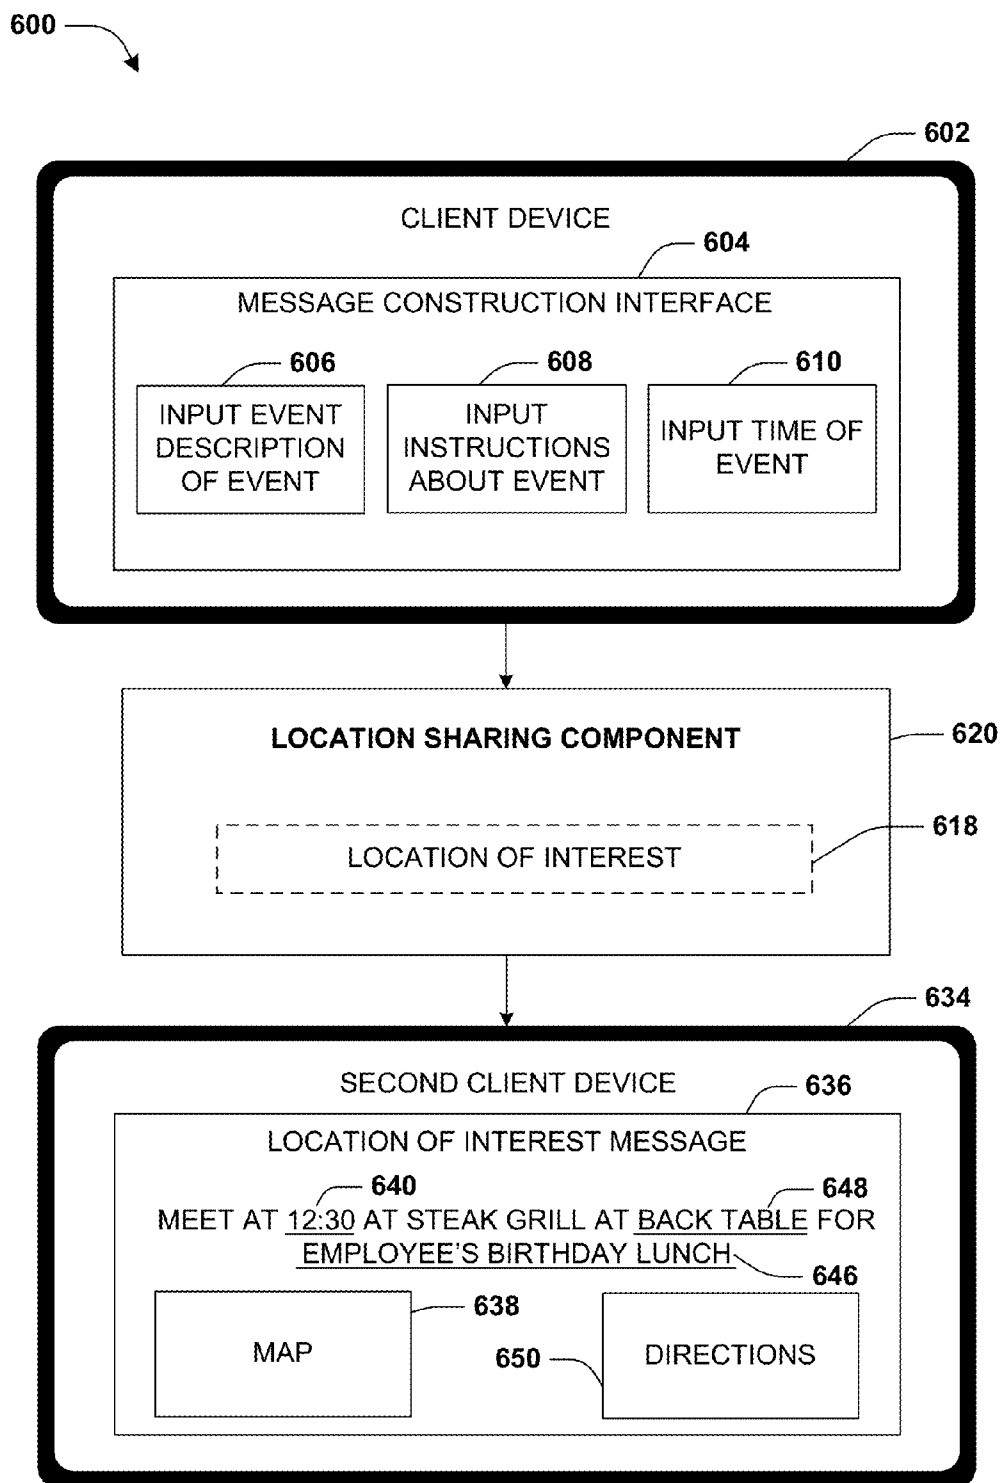 600
602
CLIENT DEVICE
604
MESSAGE CONSTRUCTION INTERFACE
606
608
610
INPUT EVENT
DESCRIPTION
OF EVENT
INPUT
INSTRUCTIONS
ABOUT EVENT
INPUT TIME OF
EVENT
LOCATION SHARING COMPONENT
620
618
LOCATION OF INTEREST
634
SECOND CLIENT DEVICE
636
LOCATION OF INTEREST MESSAGE
640
648
MEET AT 12:30 AT STEAK GRILL AT BACK TABLE FOR
EMPLOYEE'S BIRTHDAY LUNCH
646
638
MAP
650
DIRECTIONS